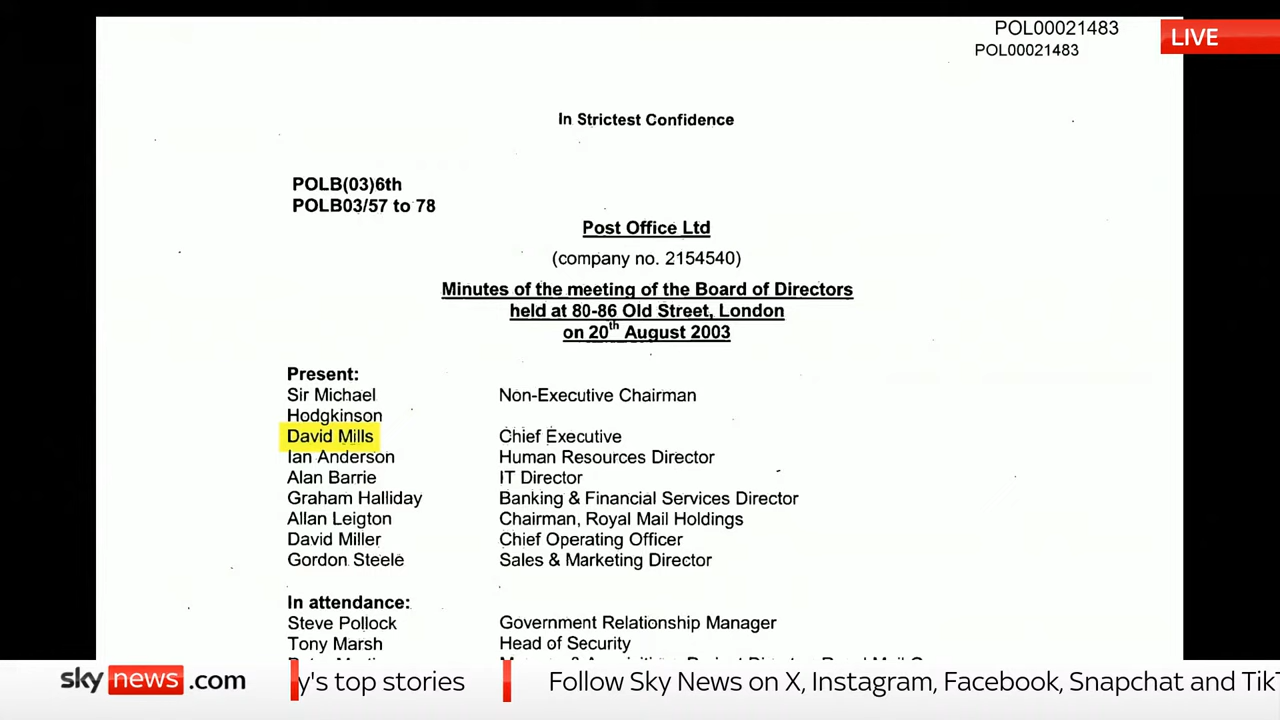 POL00021483
POL00021483
LIVE
In Strictest Confidence
POLB(03)6th
POLB03/57 to 78
Post Office Ltd
(company no. 2154540)
Minutes of the meeting of the Board of Directors
held at 80-86 Old Street, London
on 20th August 2003
Present:
Sir Michael Non-Executive Chairman
Hodgkinson
David Mills Chief Executive
Ian Anderson Human Resources Director
Alan Barrie IT Director
Graham Halliday Banking & Financial Services Director
Allan Leigton Chairman, Royal Mail Holdings
David Miller Chief Operating Officer
Gordon Steele Sales & Marketing Director
In attendance:
Steve Pollock Government Relationship Manager
Tony Marsh Head of Security
sky news .com y's top stories Follow Sky News on X, Instagram, Facebook, Snapchat and TikT